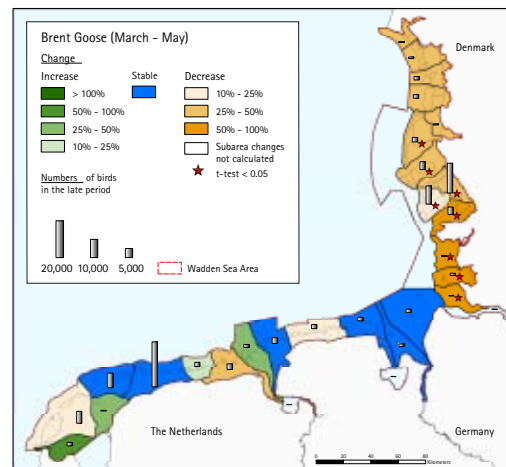 Brent Goose (March - May)
Denmark
Change
Increase
Stable
Decrease
> 100%
10% - 25%
50% - 100%
25% - 50%
25% - 50%
50% - 100%
10% - 25%
Subarea changes
not calculated
t-test < 0.05
Numbers of birds
in the late period
20,000
10,000
5,000
Wadden Sea Area
The Netherlands
Germany
0 10 20 40 60 80
Kilometers